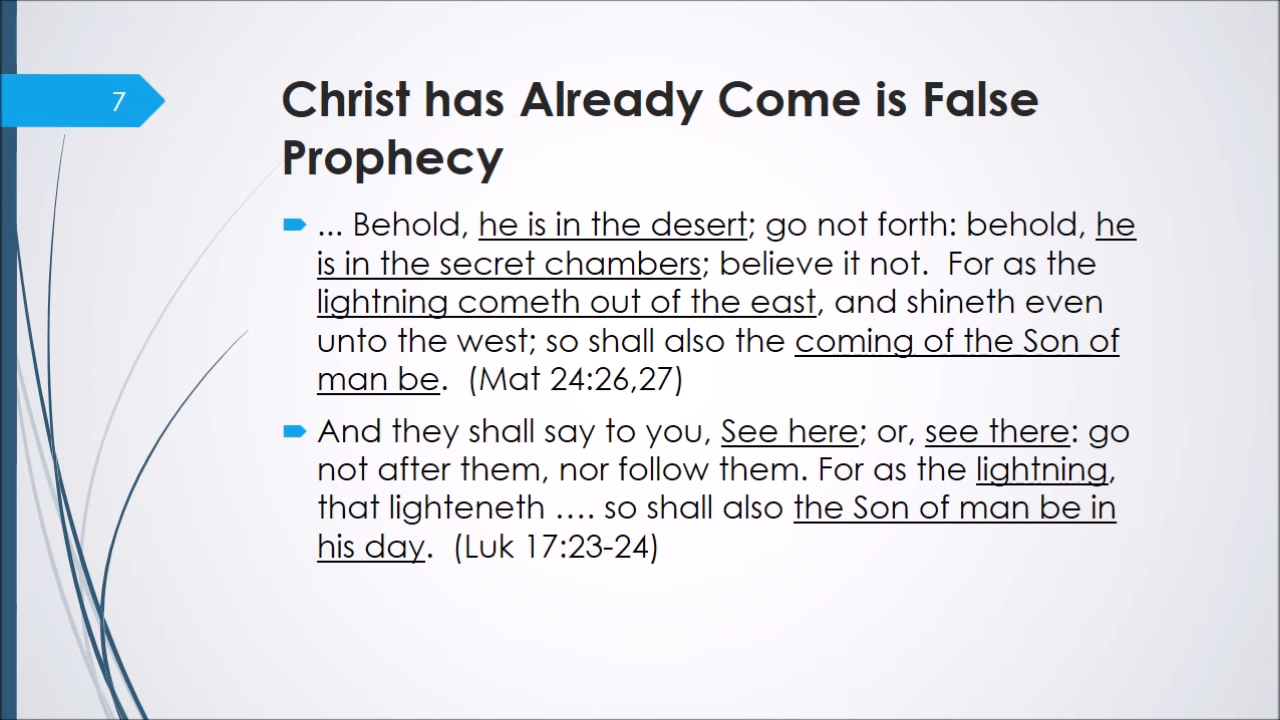 7
Christ has Already Come is False
Prophecy
... Behold, he is in the desert; go not forth: behold, he
is in the secret chambers; believe it not.  For as the
lightning cometh out of the east, and shineth even
unto the west; so shall also the coming of the Son of
man be.  (Mat 24:26,27)
And they shall say to you, See here; or, see there: go
not after them, nor follow them. For as the lightning,
that lighteneth .... so shall also the Son of man be in
his day.  (Luk 17:23-24)